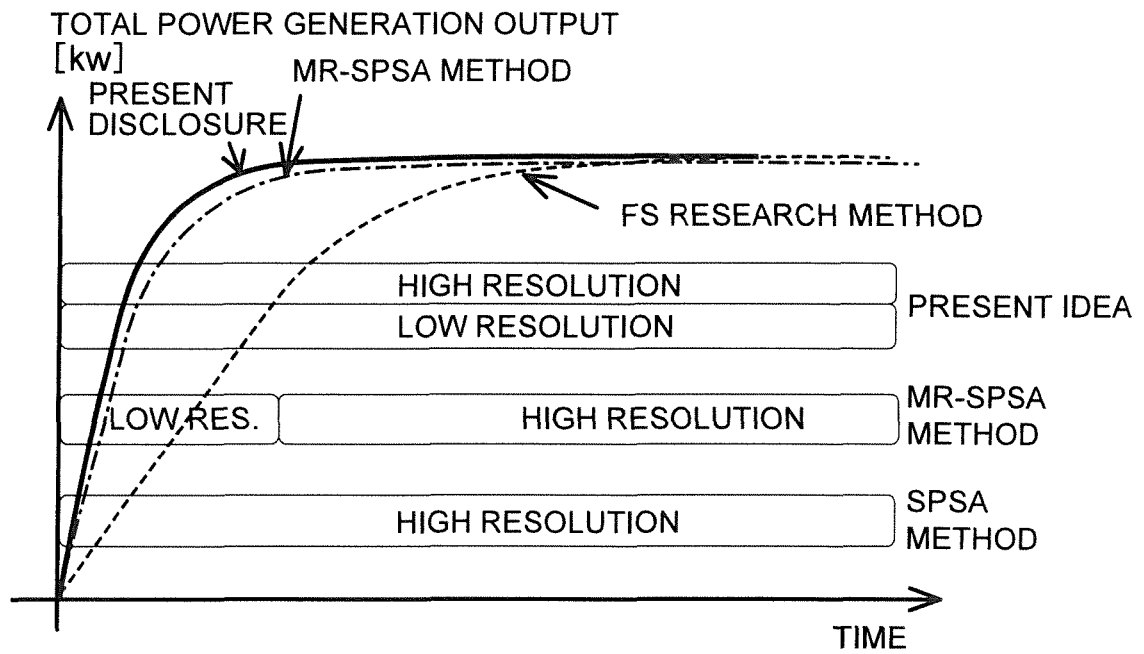 TOTAL POWER GENERATION OUTPUT
[kw]
MR-SPSA METHOD
PRESENT
DISCLOSURE
FS RESEARCH METHOD
HIGH RESOLUTION
LOW RESOLUTION
PRESENT IDEA
LOW RES.
HIGH RESOLUTION
MR-SPSA
METHOD
HIGH RESOLUTION
SPSA
METHOD
TIME